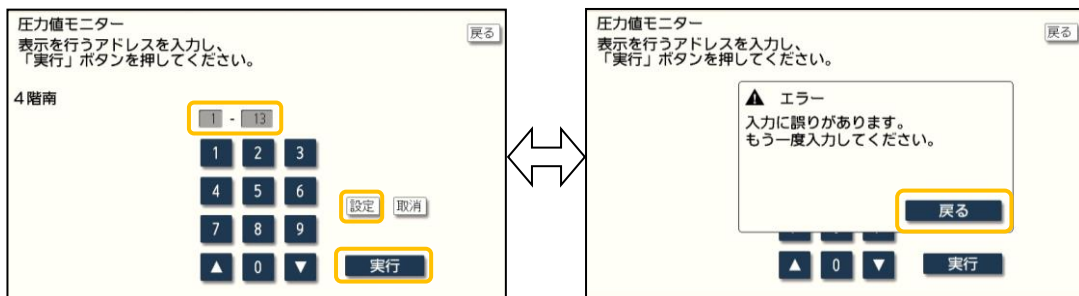 圧力値モニター
戻る
表示を行うアドレスを入力し、
「実行」ボタンを押してください。
4階南
1 - 13
1 2 3
4 5 6
設定 取消
7 8 9
▲ 0 ▼
実行
圧力値モニター
戻る
表示を行うアドレスを入力し、
「実行」ボタンを押してください。
エラー
入力に誤りがあります。
もう一度入力してください。
戻る
▲ 0 ▼
実行